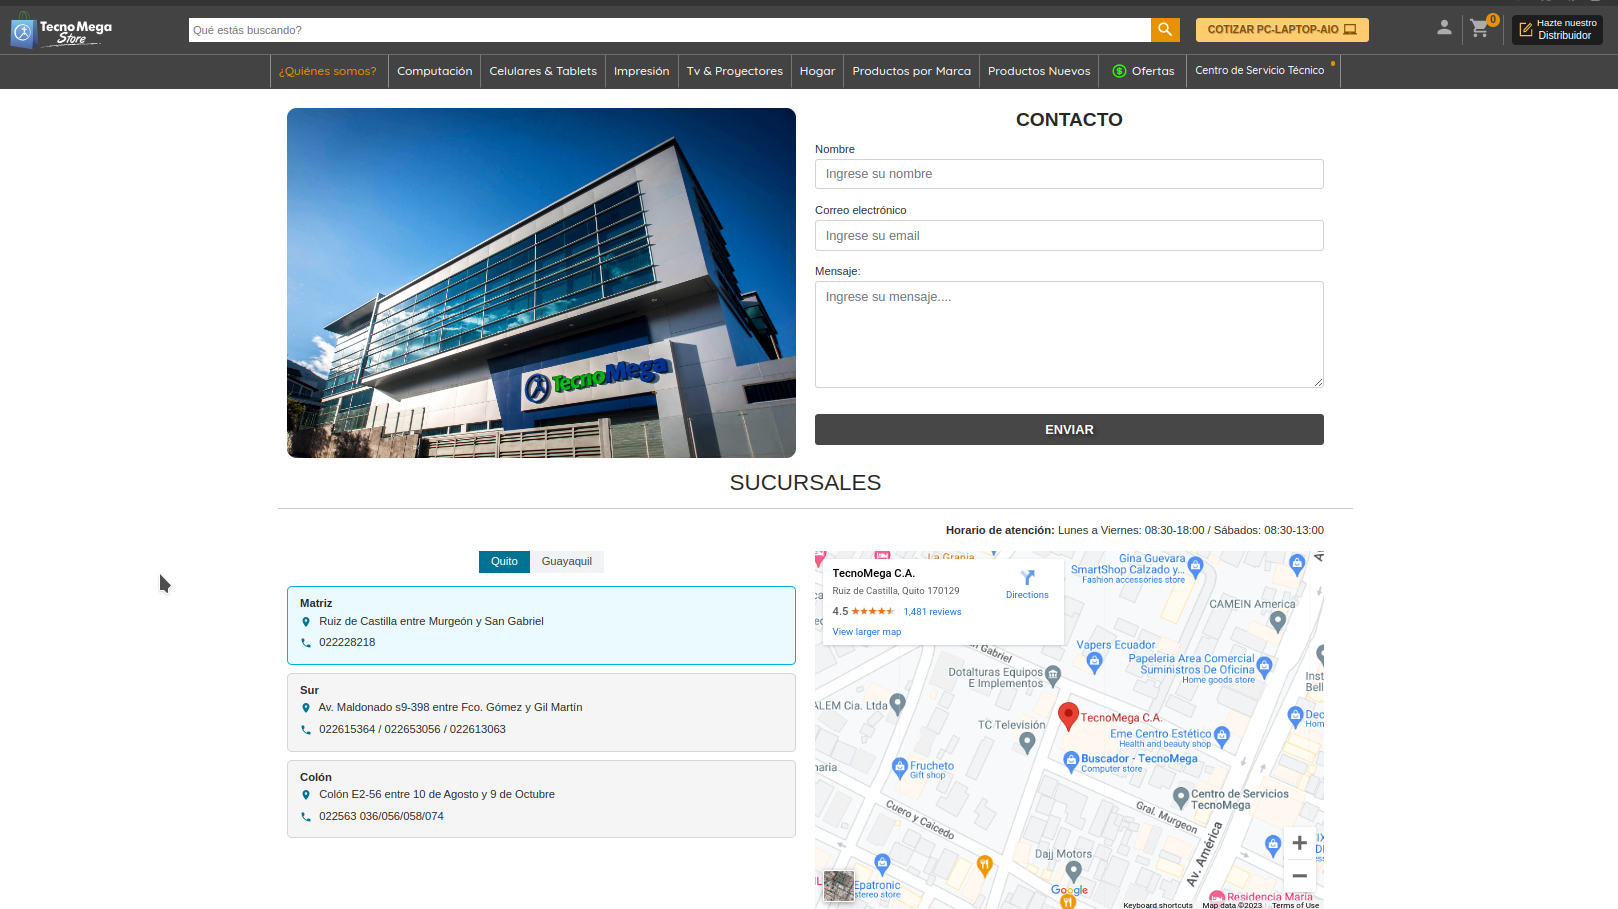 TecnoMega
Store
Qué estás buscando?
COTIZAR PC-LAPTOP-AIO
0
Hazte nuestro
Distribuidor
¿Quiénes somos?
Computación
Celulares & Tablets
Impresión
Tv & Proyectores
Hogar
Productos por Marca
Productos Nuevos
Ofertas
Centro de Servicio Técnico
TecnoMega
CONTACTO
Nombre
Ingrese su nombre
Correo electrónico
Ingrese su email
Mensaje:
Ingrese su mensaje....
ENVIAR
SUCURSALES
Horario de atención: Lunes a Viernes: 08:30-18:00 / Sábados: 08:30-13:00
Quito
Guayaquil
Matriz
Ruiz de Castilla entre Murgeón y San Gabriel
022228218
Sur
Av. Maldonado s9-398 entre Fco. Gómez y Gil Martín
022615364 / 022653056 / 022613063
Colón
Colón E2-56 entre 10 de Agosto y 9 de Octubre
022563 036/056/058/074
TecnoMega C.A.
Ruiz de Castilla, Quito 170129
4.5
1,481 reviews
View larger map
Directions
La Granja
Gina Guevara
SmartShop Calzado y...
Fashion accessories store
CAMEIN America
Vapers Ecuador
Gabriel
Papeleria Area Comercial
Suministros De Oficina
Home goods store
Dotalturas Equipos
E Implementos
Inst
Bell
ALEM Cia. Ltda
TC Televisión
TecnoMega C.A.
Dec
Hom
Eme Centro Estético
Health and beauty shop
Buscador - TecnoMega
Computer store
Frucheto
Gift shop
naria
Centro de Servicios
TecnoMega
Cuero y Caicedo
Gral. Murgeon
Av. América
Dajj Motors
Epatronic
stereo store
Google
Residencia María
Keyboard shortcuts
Map data ©2023
Terms of Use